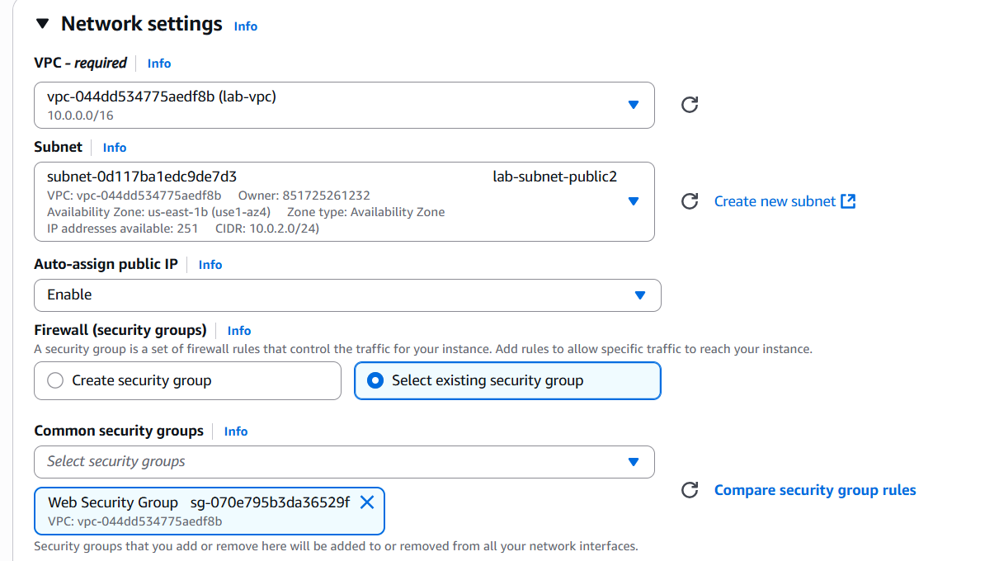 Network settings Info
VPC - required Info
vpc-044dd534775aedf8b (lab-vpc)
10.0.0.0/16
Subnet Info
subnet-0d117ba1edc9de7d3 lab-subnet-public2
VPC: vpc-044dd534775aedf8b Owner: 851725261232
Availability Zone: us-east-1b (use1-az4) Zone type: Availability Zone
IP addresses available: 251 CIDR: 10.0.2.0/24)
Create new subnet
Auto-assign public IP Info
Enable
Firewall (security groups) Info
A security group is a set of firewall rules that control the traffic for your instance. Add rules to allow specific traffic to reach your instance.
Create security group Select existing security group
Common security groups Info
Select security groups
Web Security Group sg-070e795b3da36529f
VPC: vpc-044dd534775aedf8b
Compare security group rules
Security groups that you add or remove here will be added to or removed from all your network interfaces.